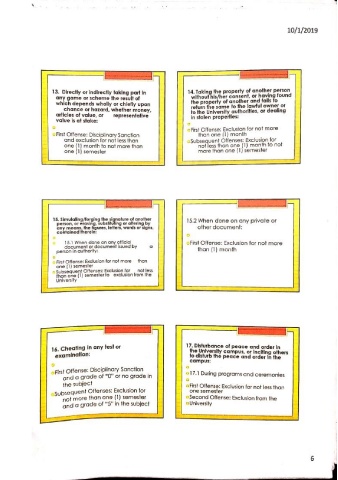 10/1/2019
13. Directly or indirectly taking part in
any game or scheme the result of
which depends wholly or chiefly upon
chance or hazard, whether money,
articles of value, or representative
value is at stake:
First Offense: Disciplinary Sanction
and exclusion for not less than
one (1) month to not more than
one (1) semester
14. Taking the property of another person
without his/her consent, or having found
the property of another and fails to
return the same to the lawful owner or
to the University authorities, or dealing
in stolen properties:
First Offense: Exclusion for not more
than one (1) month
Subsequent Offenses: Exclusion for
not less than one (1) month to not
more than one (1) semester
15. Simulating/forging the signature of another
person, or erasing, substituting or altering by
any means, the figures, letters, words or signs,
contained therein:
15.1 When done on any official
document or document issued by a
person in authority:
First Offense: Exclusion for not more than
one (1) semester
Subsequent Offenses: Exclusion for not less
than one (1) semester to exclusion from the
University
15.2 When done on any private or
other document:
First Offense: Exclusion for not more
than (1) month
16. Cheating in any test or
examination:
First Offense: Disciplinary Sanction
and a grade of "0" or no grade in
the subject
Subsequent Offenses: Exclusion for
not more than one (1) semester
and a grade of "5" in the subject
17. Disturbance of peace and order in
the University campus, or inciting others
to disturb the peace and order in the
campus:
17.1 During programs and ceremonies
First Offense: Exclusion for not less than
one semester
Second Offense: Exclusion from the
University
6